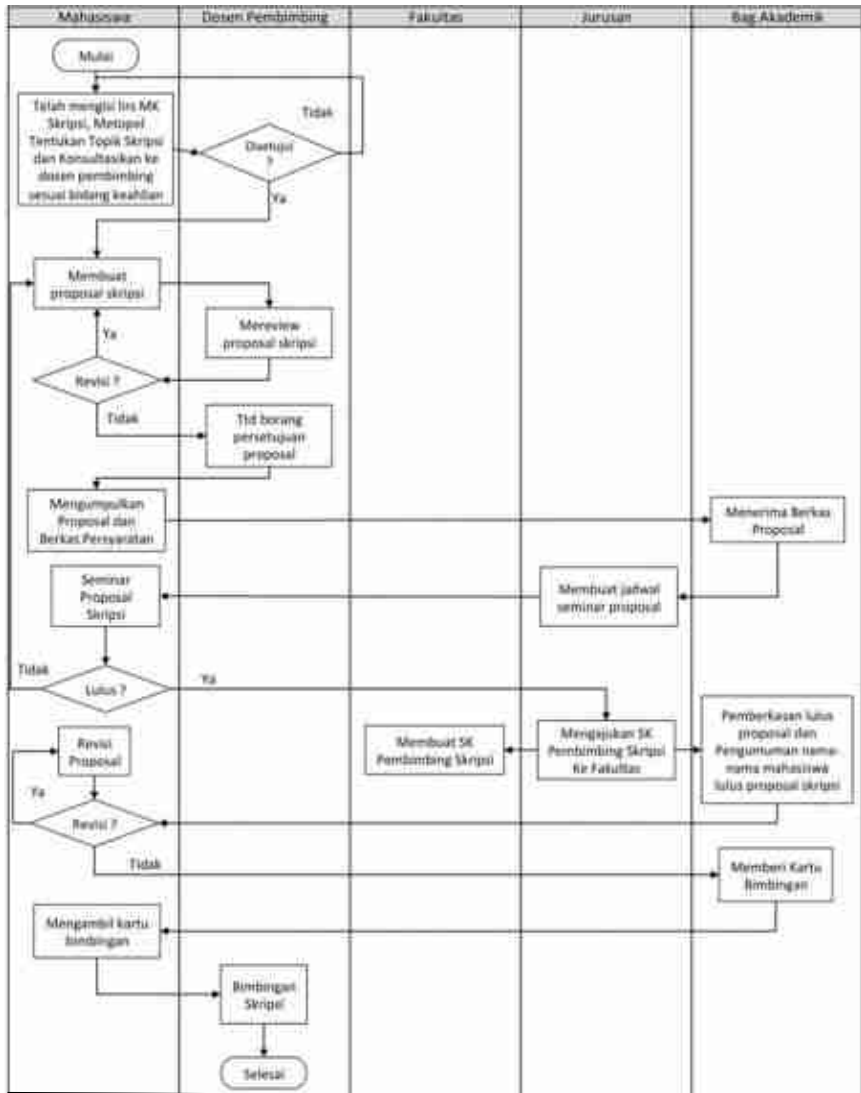 Mahasiswa
Dosen Pembimbing
Fakultas
Jurusan
Bag.Akademik
Mulai
Telah mengisi Irs MK
Skripsi, Metopel
Tentukan Topik Skripsi
dan Konsultasikan ke
dosen pembimbing
sesuai bidang keahlian
Tidak
Disetujui
?
Ya
Membuat
proposal skripsi
Mereview
proposal skripsi
Ya
Revisi ?
Tidak
Ttd borang
persetujuan
proposal
Mengumpulkan
Proposal dan
Berkas Persyaratan
Menerima Berkas
Proposal
Seminar
Proposal
Skripsi
Membuat jadwal
seminar proposal
Tidak
Lulus ?
Ya
Revisi
Proposal
Membuat SK
Pembimbing Skripsi
Mengajukan SK
Pembimbing Skripsi
Ke Fakultas
Pemberkasan lulus
proposal dan
Pengumuman nama-
nama mahasiswa
lulus proposal skripsi
Ya
Revisi ?
Tidak
Memberi Kartu
Bimbingan
Mengambil kartu
bimbingan
Bimbingan
Skripsi
Selesai